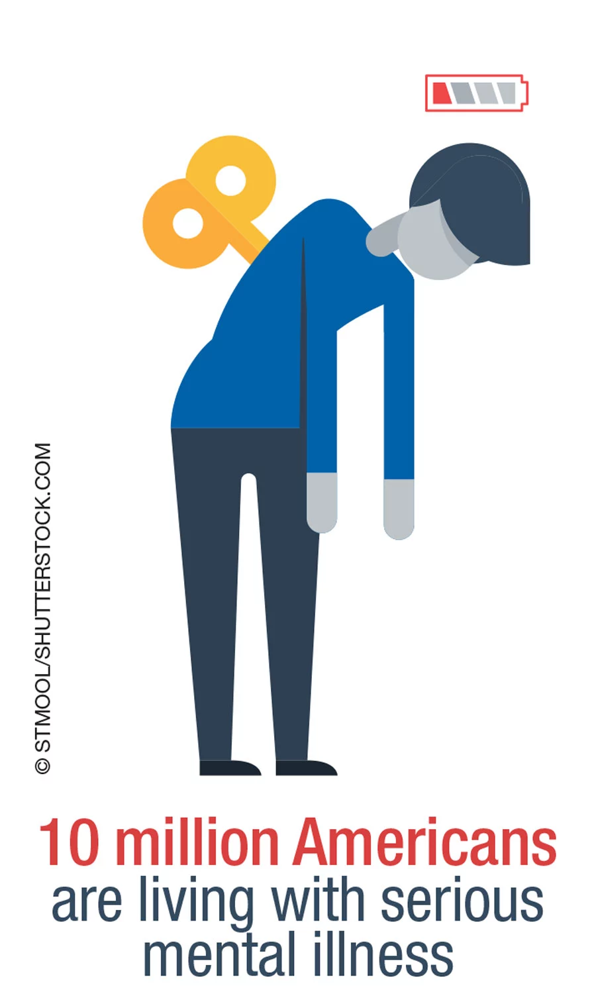 © STMOOL/SHUTTERSTOCK.COM
10 million Americans
are living with serious
mental illness